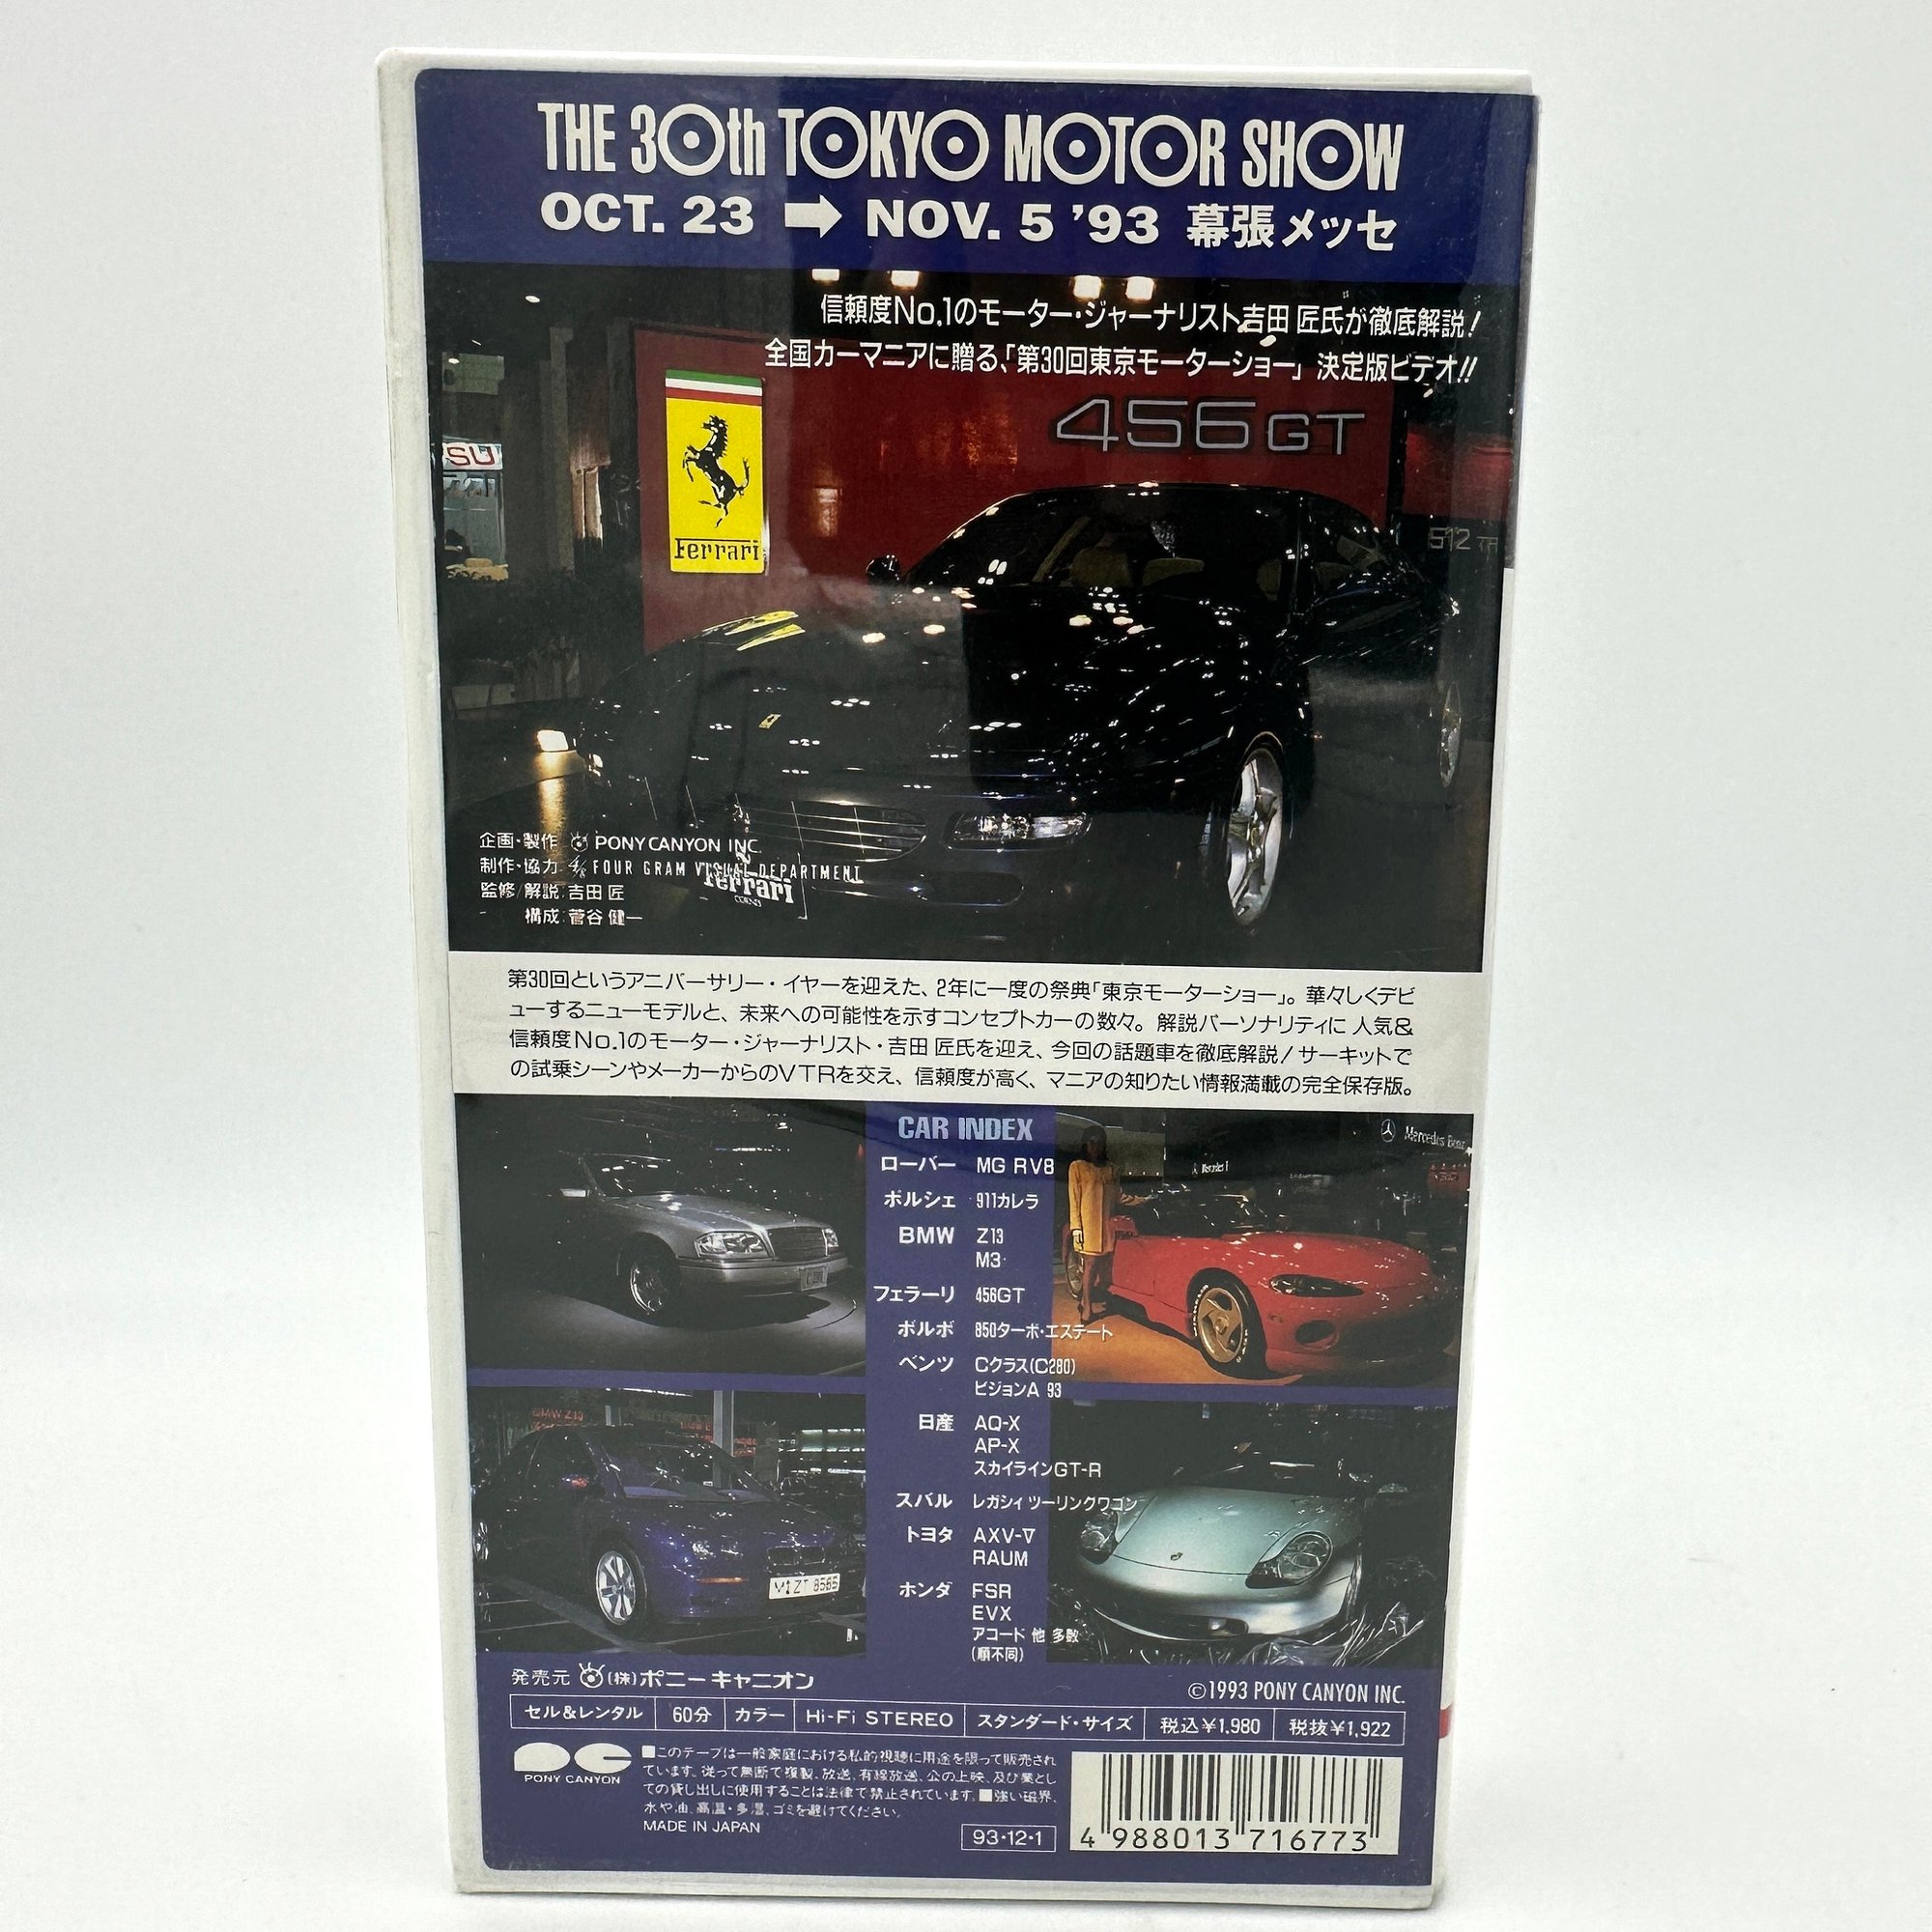 THE 30th TOKYO MOTOR SHOW
OCT. 23 ➡ NOV. 5 '93 幕張メッセ
信頼度No.1のモーター・ジャーナリスト吉田 匠氏が徹底解説!
全国カーマニアに贈る、「第30回東京モーターショー」 決定版ビデオ!!
456GT
SU
Ferrari
512 TR
企画・製作 PONY CANYON INC.
制作・協力 FOUR GRAM VISUAL DEPARTMENT
Ferrari
監修/解説:吉田 匠
構成:菅谷 健一
第30回というアニバーサリー・イヤーを迎えた、2年に一度の祭典「東京モーターショー」。華々しくデビ
ューするニューモデルと、未来への可能性を示すコンセプトカーの数々。解説パーソナリティに 人気&
信頼度No.1のモーター・ジャーナリスト・吉田 匠氏を迎え、今回の話題車を徹底解説!サーキットで
の試乗シーンやメーカーからのVTRを交え、信頼度が高く、マニアの知りたい情報満載の完全保存版。
CAR INDEX
Mercedes Benz
ローバー MG RV8
ポルシェ 911カレラ
BMW Z13
M3
フェラーリ 456GT
ボルボ 850ターボ・エステート
ベンツ Cクラス(C280)
ビジョンA 93
日産 AQ-X
AP-X
スカイラインGT-R
BMW Z13
スバル レガシィ ツーリングワゴン
トヨタ AXV-V
RAUM
ホンダ FSR
EVX
アコード 他 多数
(順不同)
発売元 (株)ポニーキャニオン
©1993 PONY CANYON INC.
セル&レンタル 60分 カラー Hi-Fi STEREO スタンダード・サイズ 税込¥1,980 税抜¥1,922
PONY CANYON
■このテープは一般家庭における私的視聴に用途を限って販売され
ています。従って無断で複製、放送、有線放送、公の上映、及び業とし
ての貸し出しに使用することは法律で禁止されています。■強い磁界、
水や油、高温・多湿、ゴミを避けてください。
MADE IN JAPAN
93・12・1
4 988013 716773